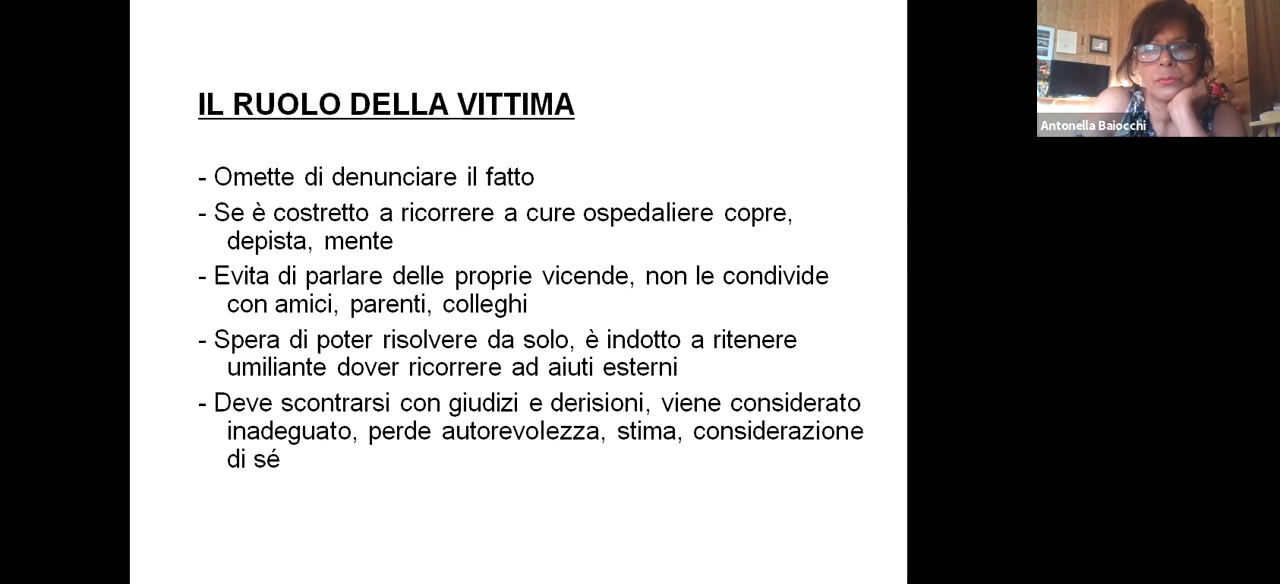 IL RUOLO DELLA VITTIMA
- Omette di denunciare il fatto
- Se è costretto a ricorrere a cure ospedaliere copre,
depista, mente
- Evita di parlare delle proprie vicende, non le condivide
con amici, parenti, colleghi
- Spera di poter risolvere da solo, è indotto a ritenere
umiliante dover ricorrere ad aiuti esterni
- Deve scontrarsi con giudizi e derisioni, viene considerato
inadeguato, perde autorevolezza, stima, considerazione
di sé
Antonella Baiocchi